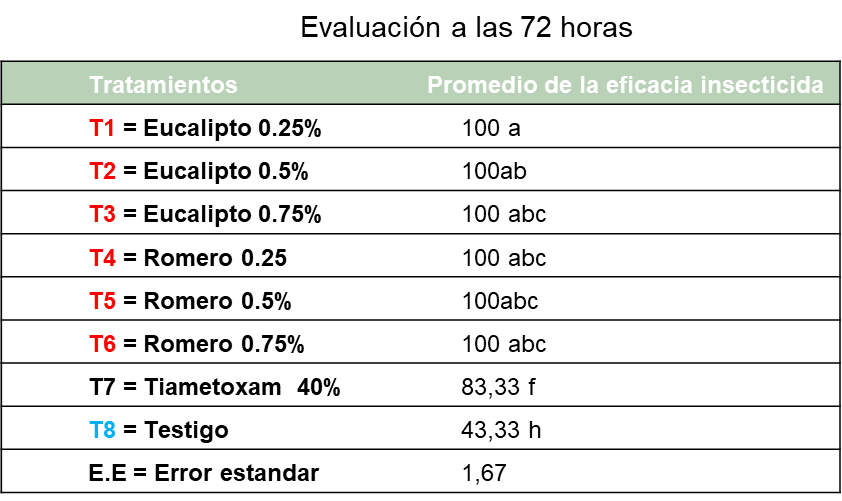 Evaluación a las 72 horas
Tratamientos Promedio de la eficacia insecticida
T1 = Eucalipto 0.25% 100 a
T2 = Eucalipto 0.5% 100ab
T3 = Eucalipto 0.75% 100 abc
T4 = Romero 0.25 100 abc
T5 = Romero 0.5% 100abc
T6 = Romero 0.75% 100 abc
T7 = Tiametoxam 40% 83,33 f
T8 = Testigo 43,33 h
E.E = Error estandar 1,67